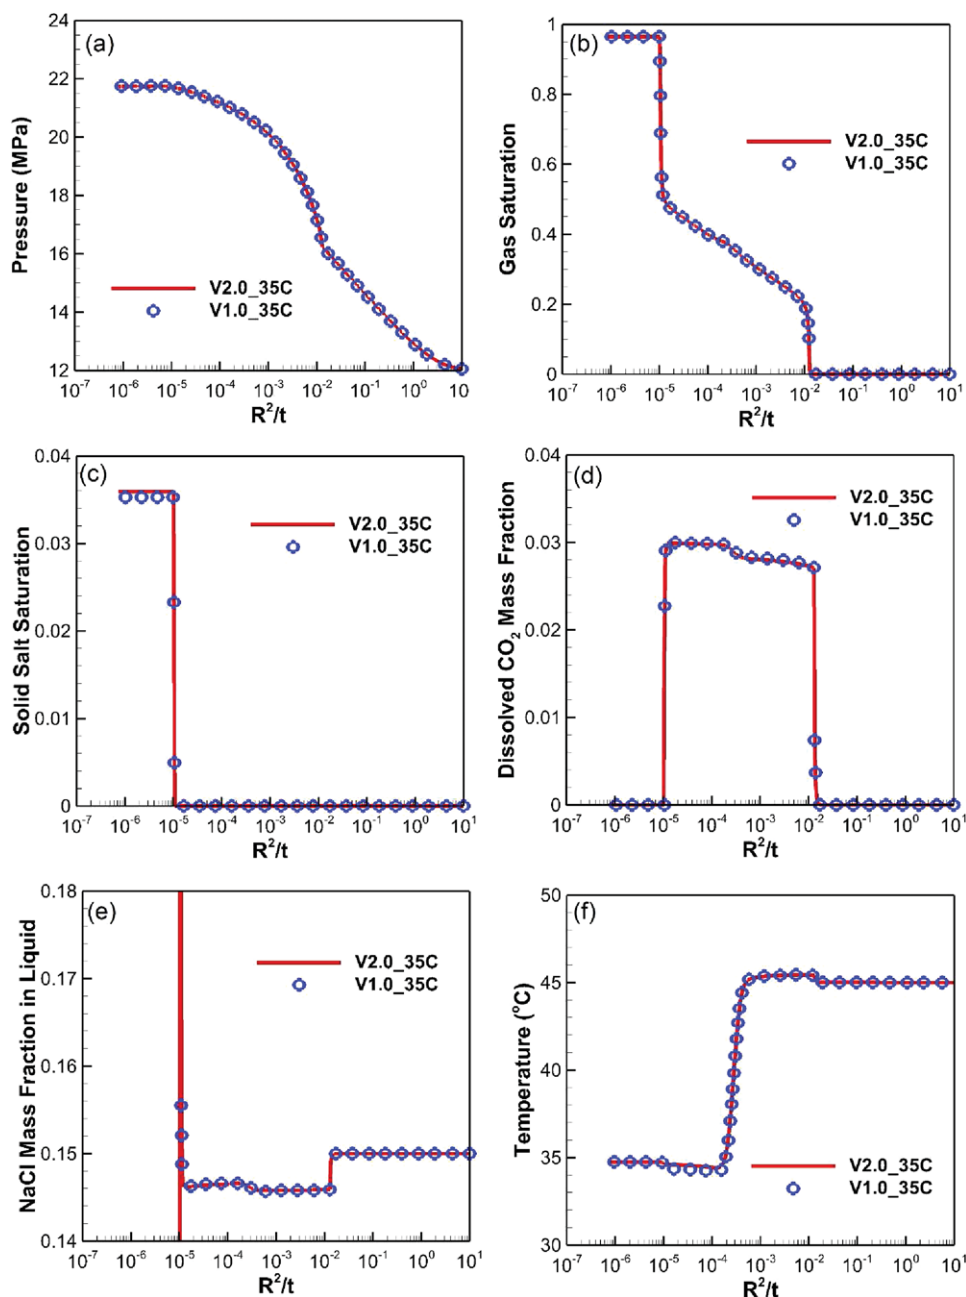 (a)
Pressure (MPa)
24
22
20
18
16
14
12
V2.0_35C
V1.0_35C
10⁻⁷ 10⁻⁶ 10⁻⁵ 10⁻⁴ 10⁻³ 10⁻² 10⁻¹ 10⁰ 10¹
R²/t
(b)
Gas Saturation
1
0.8
0.6
0.4
0.2
0
V2.0_35C
V1.0_35C
10⁻⁷ 10⁻⁶ 10⁻⁵ 10⁻⁴ 10⁻³ 10⁻² 10⁻¹ 10⁰ 10¹
R²/t
(c)
Solid Salt Saturation
0.04
0.03
0.02
0.01
0
V2.0_35C
V1.0_35C
10⁻⁷ 10⁻⁶ 10⁻⁵ 10⁻⁴ 10⁻³ 10⁻² 10⁻¹ 10⁰ 10¹
R²/t
(d)
Dissolved CO₂ Mass Fraction
0.04
0.03
0.02
0.01
0
V2.0_35C
V1.0_35C
10⁻⁷ 10⁻⁶ 10⁻⁵ 10⁻⁴ 10⁻³ 10⁻² 10⁻¹ 10⁰ 10¹
R²/t
(e)
NaCl Mass Fraction in Liquid
0.18
0.17
0.16
0.15
0.14
V2.0_35C
V1.0_35C
10⁻⁷ 10⁻⁶ 10⁻⁵ 10⁻⁴ 10⁻³ 10⁻² 10⁻¹ 10⁰ 10¹
R²/t
(f)
Temperature (°C)
50
45
40
35
30
V2.0_35C
V1.0_35C
10⁻⁷ 10⁻⁶ 10⁻⁵ 10⁻⁴ 10⁻³ 10⁻² 10⁻¹ 10⁰ 10¹
R²/t